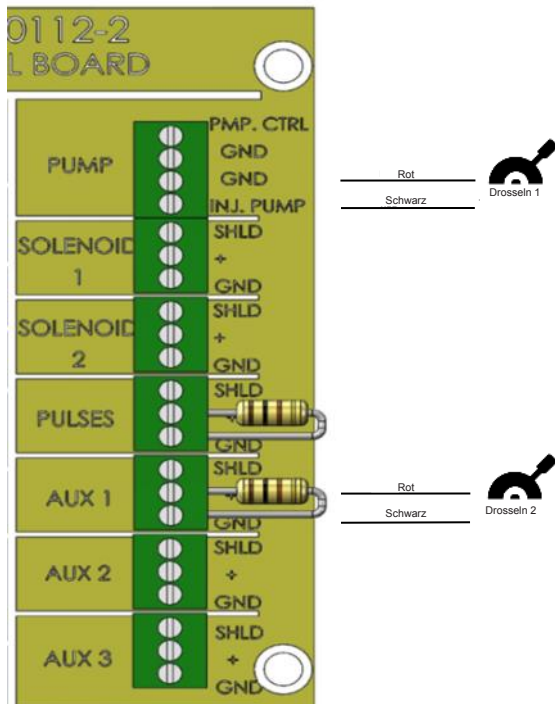 0112-2
L BOARD
PUMP
PMP. CTRL
GND
GND
INJ. PUMP
SOLENOID
1
SHLD
+
GND
SOLENOID
2
SHLD
+
GND
PULSES
SHLD
GND
AUX 1
SHLD
+
GND
AUX 2
SHLD
+
GND
AUX 3
SHLD
+
GND
Rot
Schwarz
Drosseln 1
Rot
Schwarz
Drosseln 2